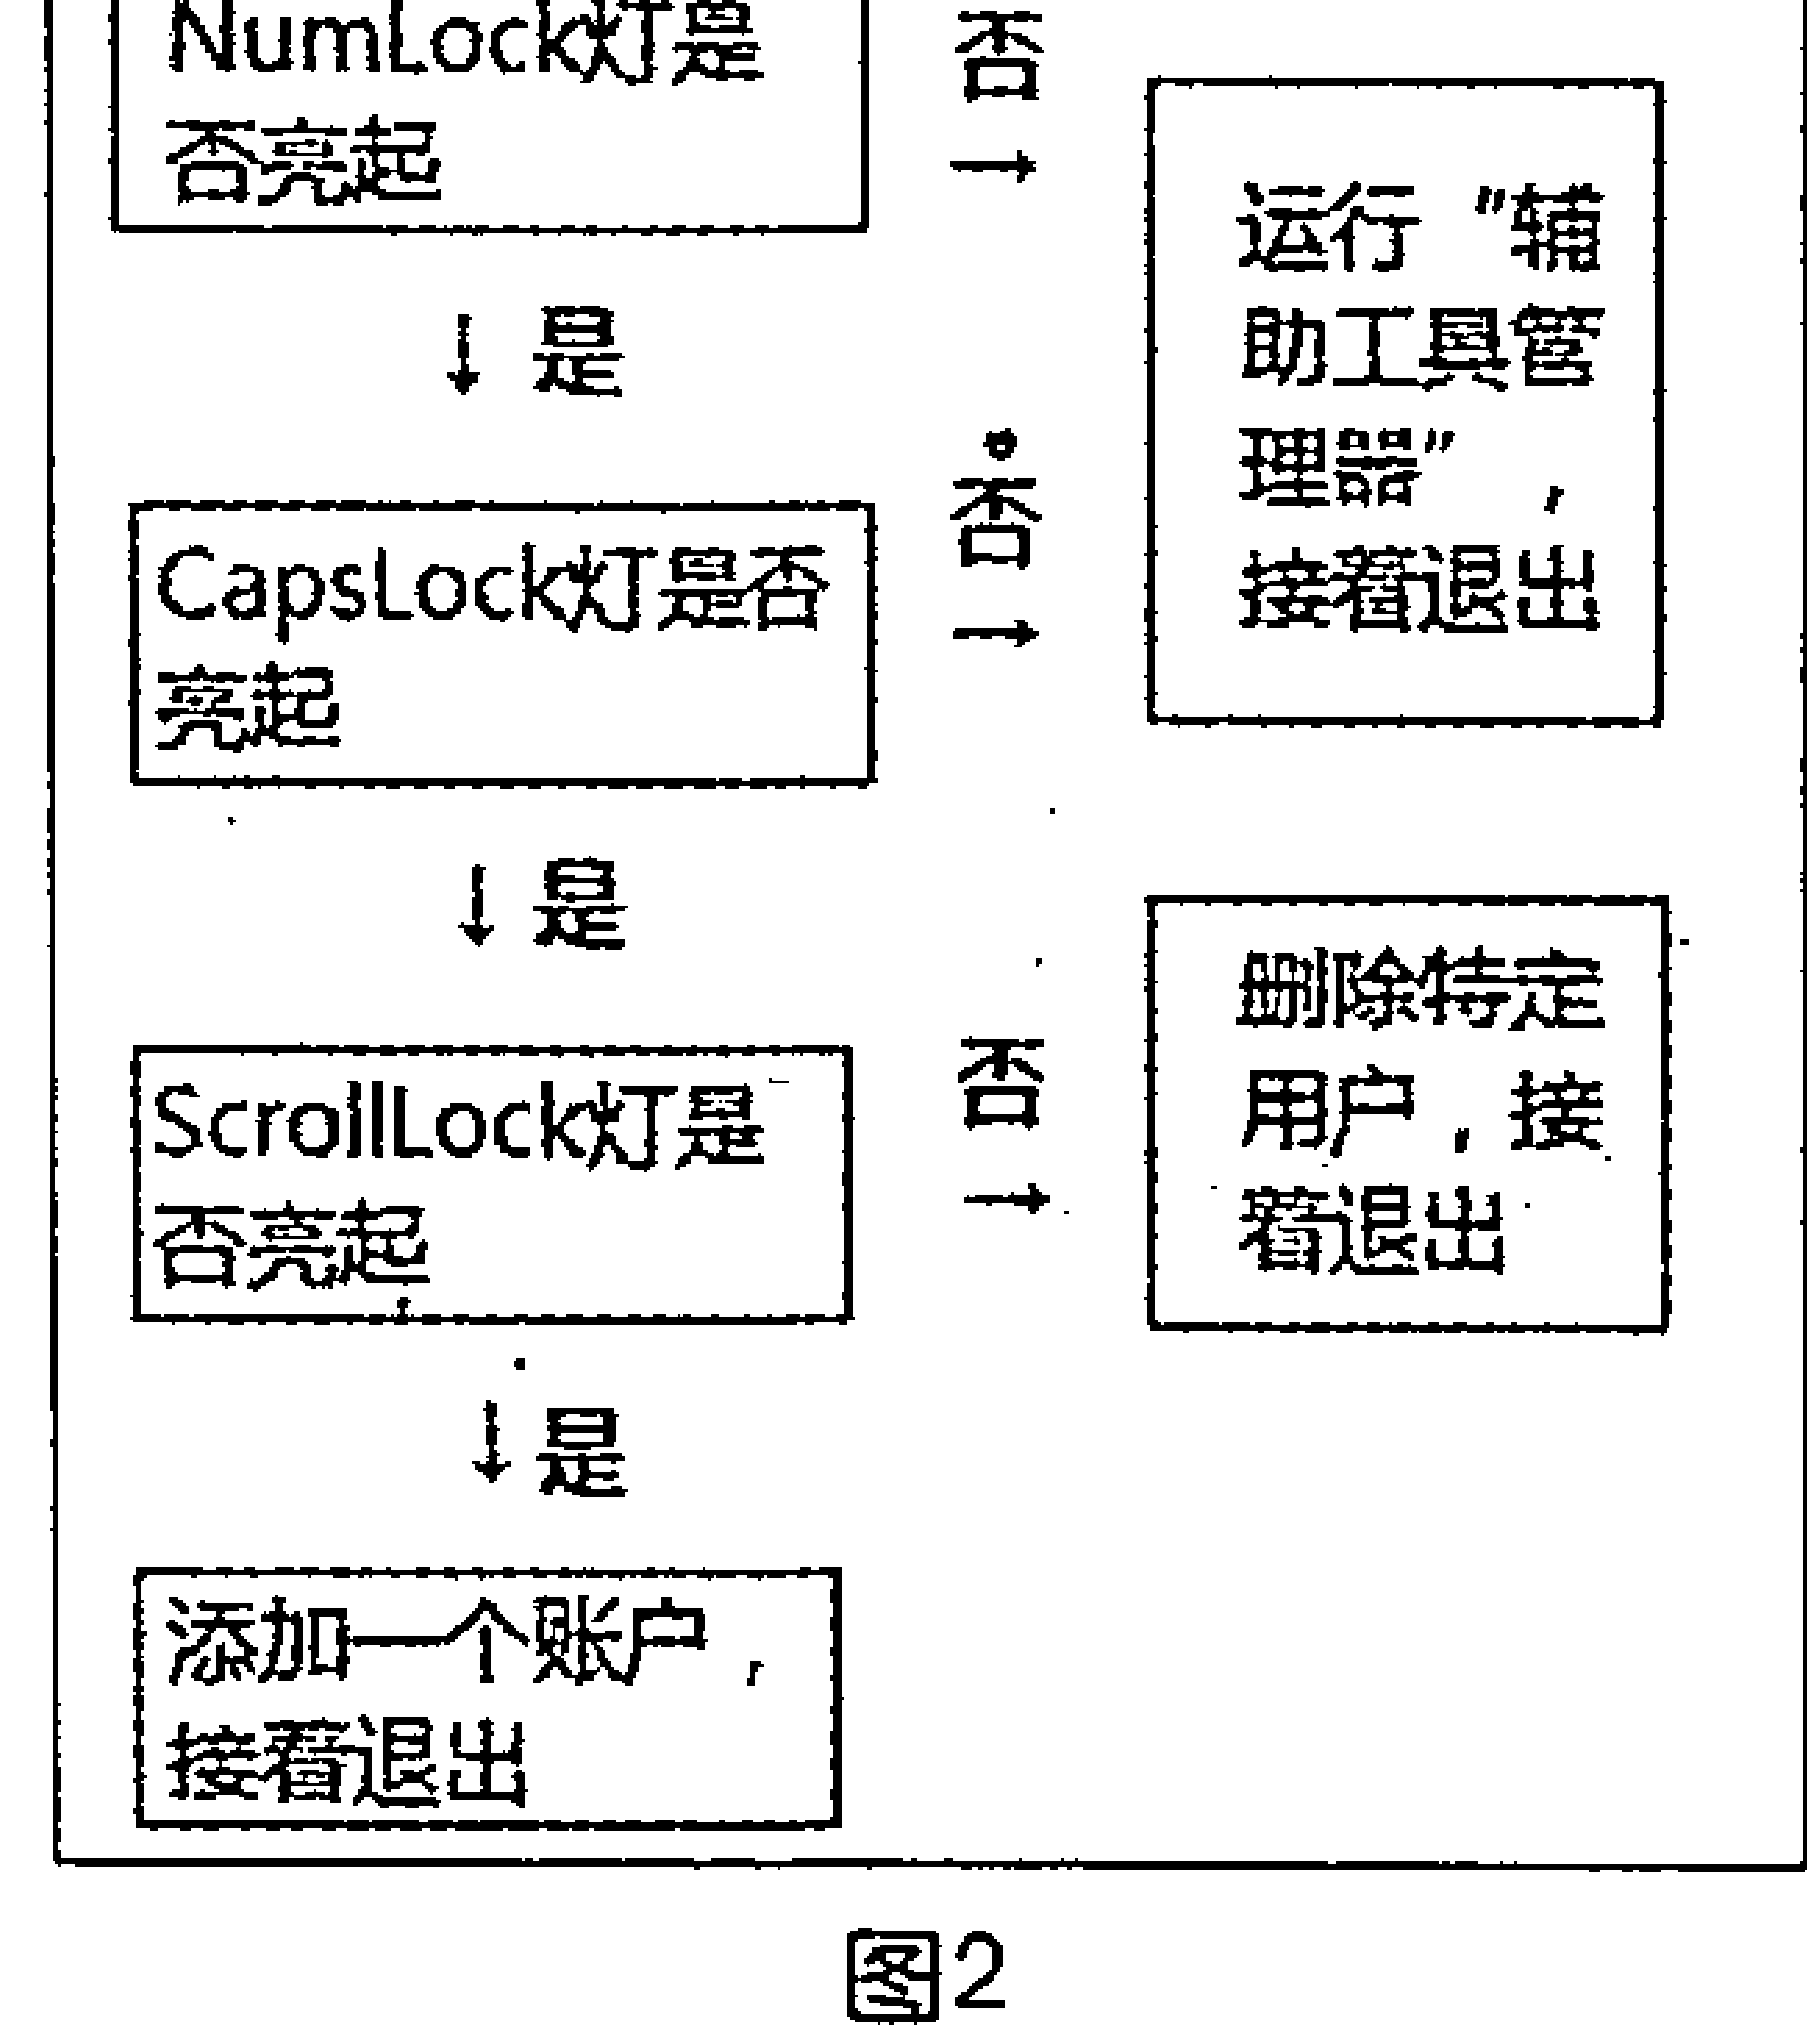 NumLock灯是
否亮起
否
→
运行“辅
助工具管
理器”，
接着退出
↓ 是
CapsLock灯是否
亮起
否
→
↓ 是
ScrollLock灯是
否亮起
否
→
删除特定
用户，接
着退出
↓ 是
添加一个账户，
接着退出
图2